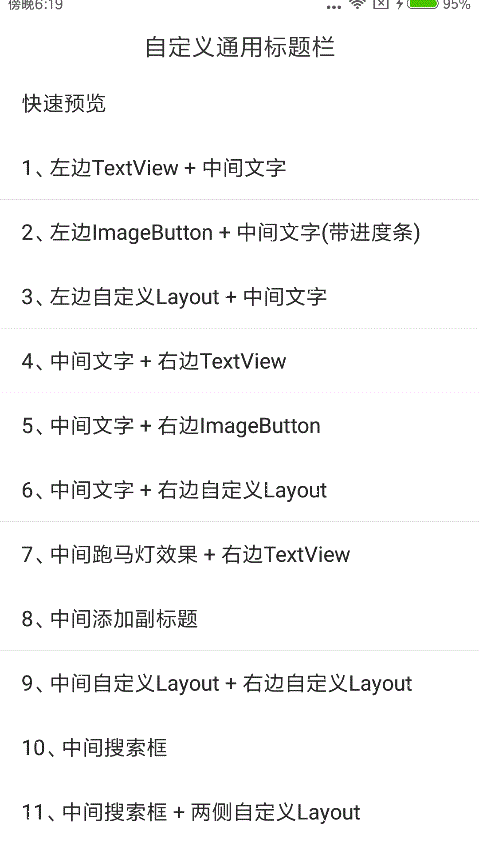 傍晚6:19
95%
自定义通用标题栏
快速预览
1、左边TextView + 中间文字
2、左边ImageButton + 中间文字(带进度条)
3、左边自定义Layout + 中间文字
4、中间文字 + 右边TextView
5、中间文字 + 右边ImageButton
6、中间文字 + 右边自定义Layout
7、中间跑马灯效果 + 右边TextView
8、中间添加副标题
9、中间自定义Layout + 右边自定义Layout
10、中间搜索框
11、中间搜索框 + 两侧自定义Layout